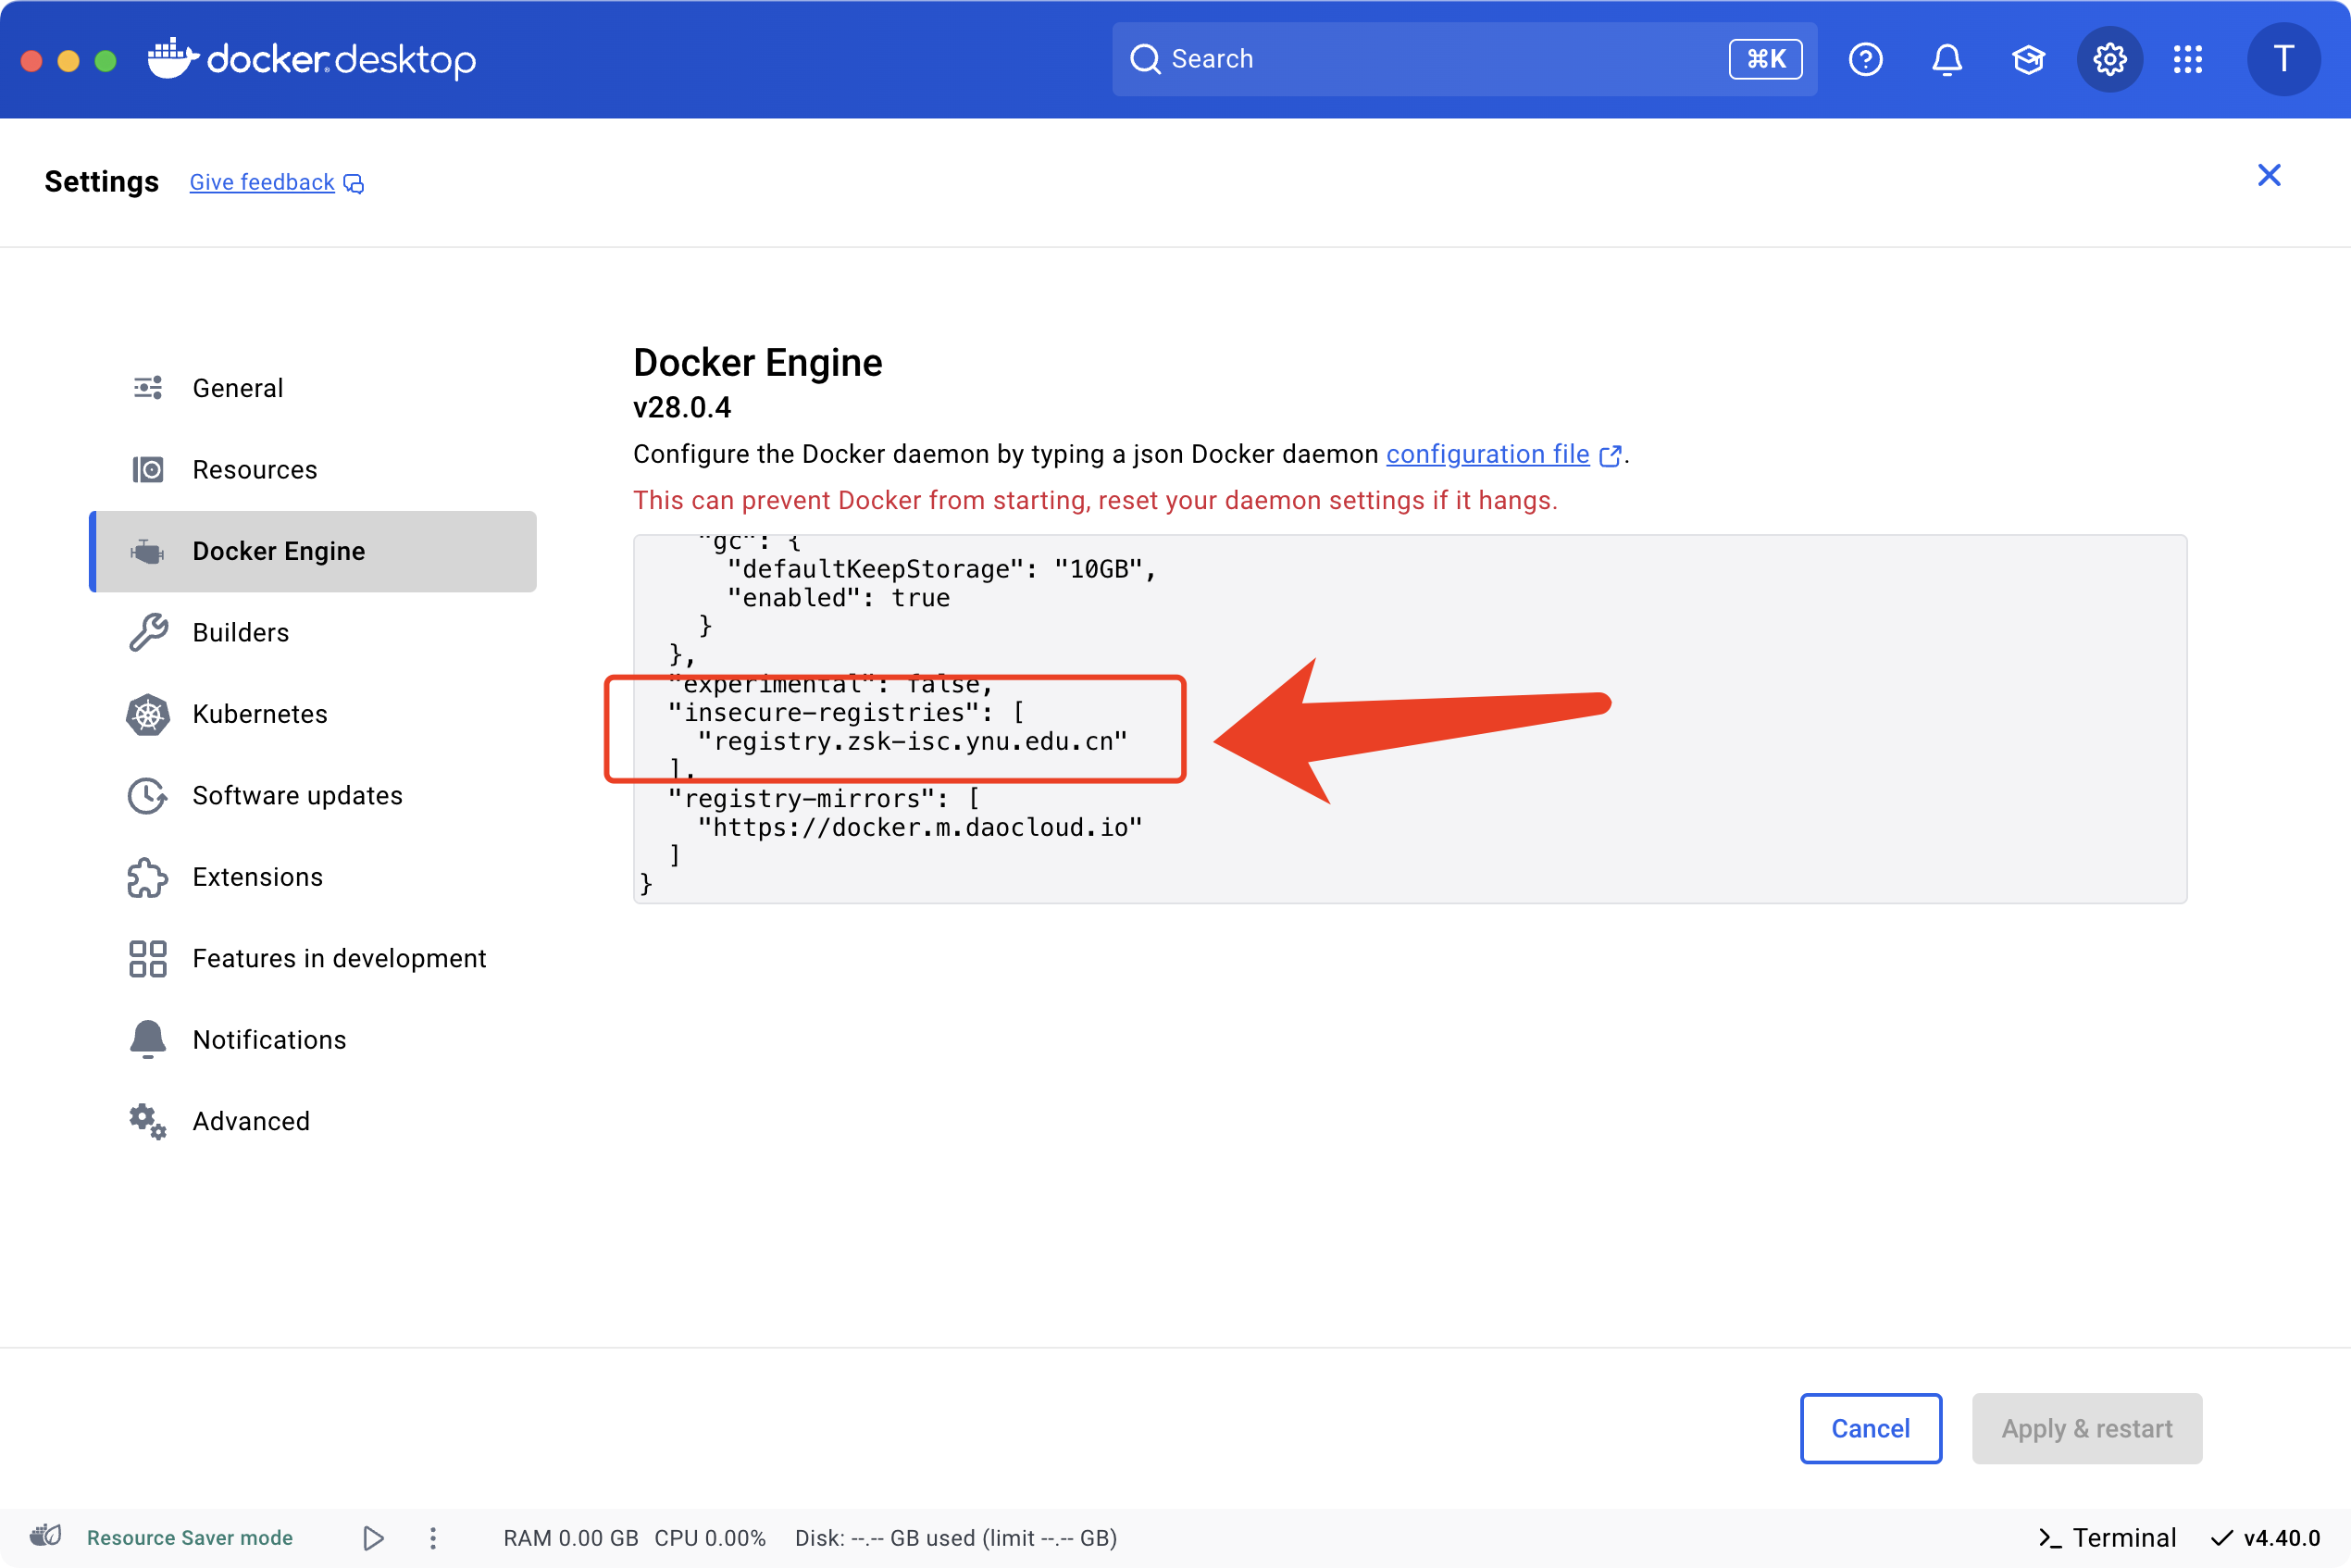 docker desktop
Search
⌘K
T
Settings
Give feedback
General
Resources
Docker Engine
Builders
Kubernetes
Software updates
Extensions
Features in development
Notifications
Advanced
Docker Engine
v28.0.4
Configure the Docker daemon by typing a json Docker daemon configuration file.
This can prevent Docker from starting, reset your daemon settings if it hangs.
"gc": {
"defaultKeepStorage": "10GB",
"enabled": true
}
},
"experimental": false,
"insecure-registries": [
"registry.zsk-isc.ynu.edu.cn"
],
"registry-mirrors": [
"https://docker.m.daocloud.io"
]
}
Cancel
Apply & restart
Resource Saver mode
RAM 0.00 GB CPU 0.00% Disk: --.-- GB used (limit --.-- GB)
Terminal
v4.40.0